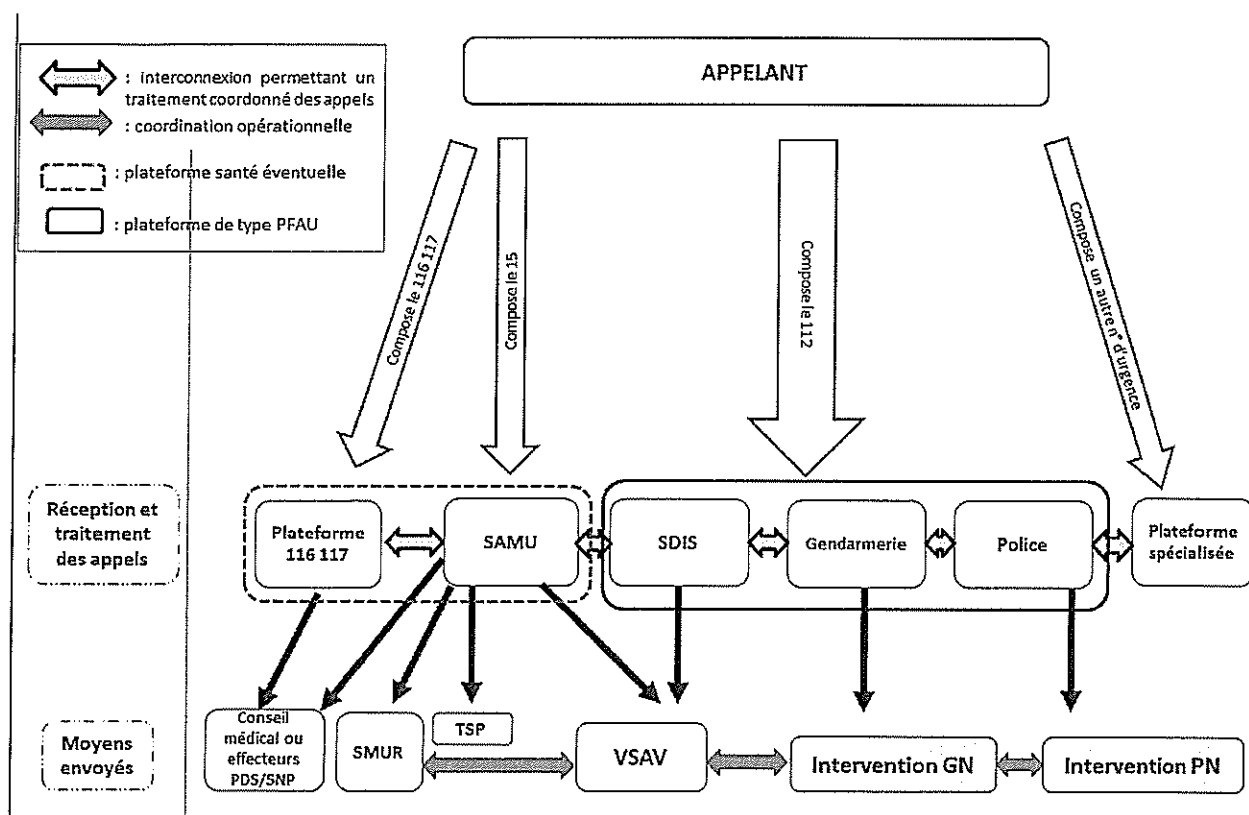 : interconnexion permettant un
traitement coordonné des appels
: coordination opérationnelle
: plateforme santé éventuelle
: plateforme de type PFAU
APPELANT
Compose le 116 117
Compose le 15
Compose le 112
Compose un autre n° d'urgence
Réception et
traitement
des appels
Plateforme
116 117
SAMU
SDIS
Gendarmerie
Police
Plateforme
spécialisée
Moyens
envoyés
Conseil
médical ou
effecteurs
PDS/SNP
SMUR
TSP
VSAV
Intervention GN
Intervention PN